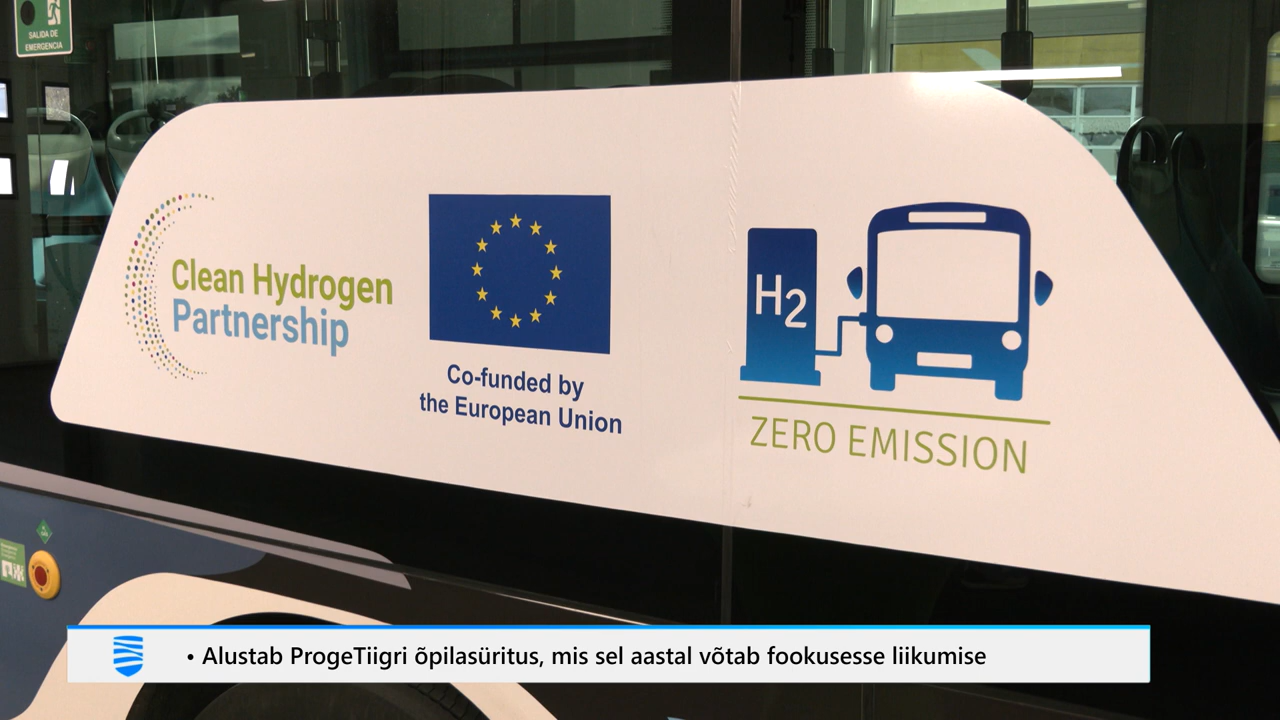 SALIDA DE
EMERGENCIA
Clean Hydrogen
Partnership
Co-funded by
the European Union
H2
ZERO EMISSION
• Alustab ProgeTiigri õpilasüritus, mis sel aastal võtab fookusesse liikumise